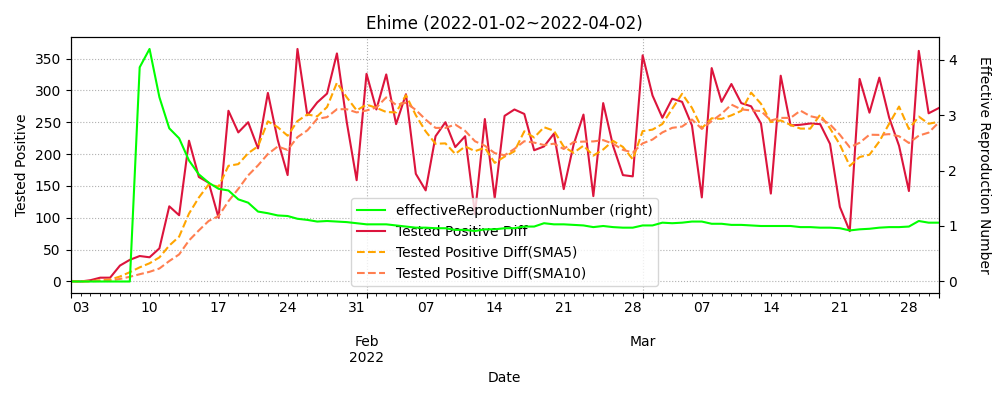 Ehime (2022-01-02~2022-04-02)
350
300
250
200
150
100
50
0
Tested Positive
4
3
2
1
0
Effective Reproduction Number
effectiveReproductionNumber (right)
Tested Positive Diff
Tested Positive Diff(SMA5)
Tested Positive Diff(SMA10)
03 10 17 24 31 07 14 21 28 07 14 21 28
Feb Mar
2022
Date